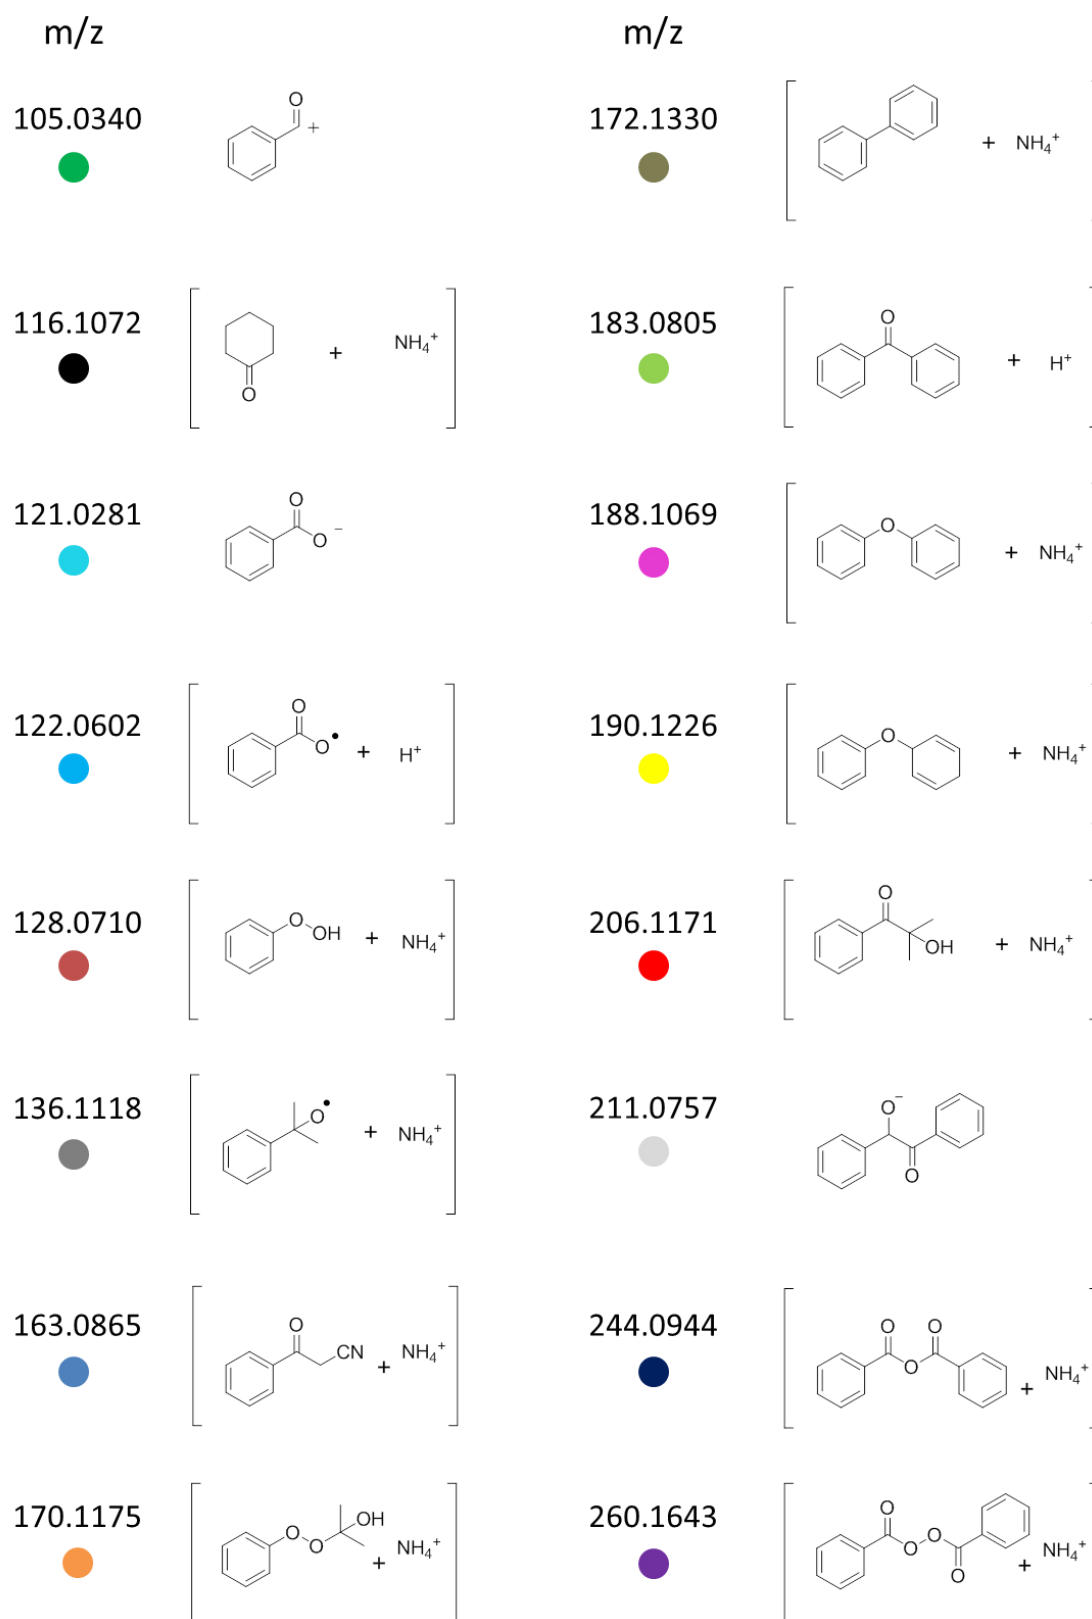 m/z
m/z
105.0340
O
+
172.1330
+ NH₄⁺
116.1072
O
+ NH₄⁺
183.0805
O
+ H⁺
121.0281
O
O⁻
188.1069
O
+ NH₄⁺
122.0602
O
O•
+ H⁺
190.1226
O
+ NH₄⁺
128.0710
O
OH
+ NH₄⁺
206.1171
O
OH
+ NH₄⁺
136.1118
O•
+ NH₄⁺
211.0757
O⁻
O
163.0865
O
CN
+ NH₄⁺
244.0944
O O
O
+ NH₄⁺
170.1175
O
O
OH
+ NH₄⁺
260.1643
O
O O
O
+ NH₄⁺